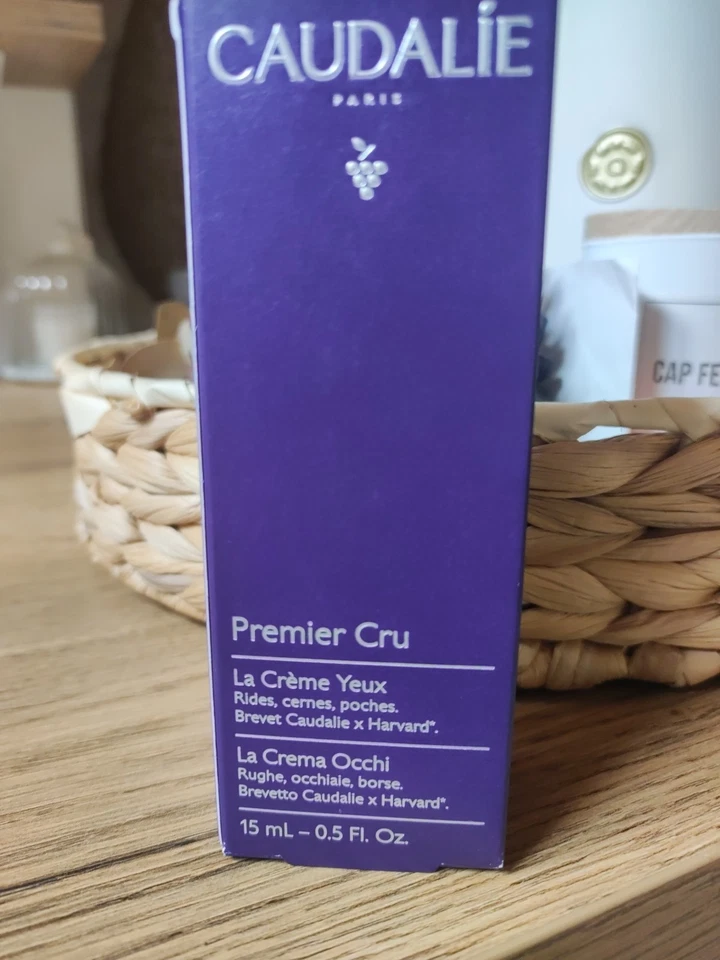 CAUDALÍE
PARIS
Premier Cru
La Crème Yeux
Rides, cernes, poches.
Brevet Caudalie x Harvard*.
La Crema Occhi
Rughe, occhiaie, borse.
Brevetto Caudalie x Harvard*.
15 mL – 0.5 Fl. Oz.
CAP FE